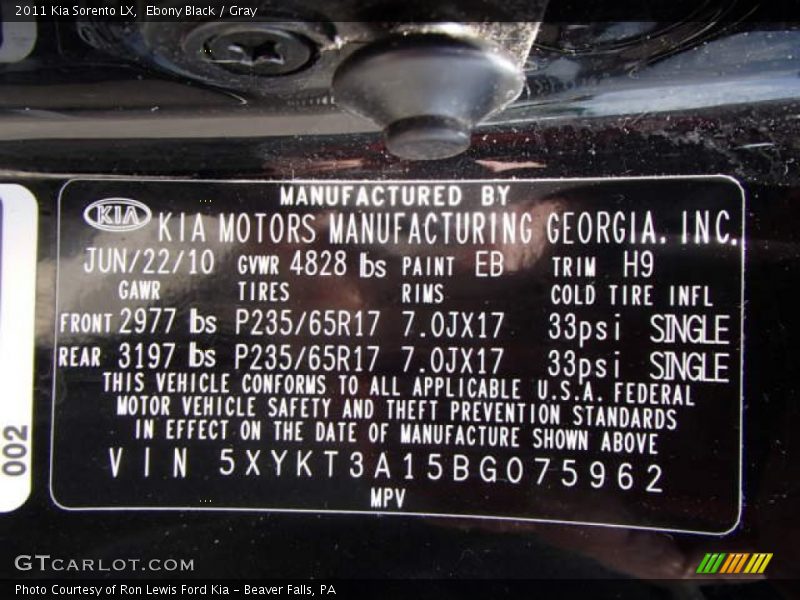 2011 Kia Sorento LX, Ebony Black / Gray
MANUFACTURED BY
KIA KIA MOTORS MANUFACTURING GEORGIA. INC.
JUN/22/10 GVWR 4828 lbs PAINT EB TRIM H9
GAWR TIRES RIMS COLD TIRE INFL
FRONT 2977 lbs P235/65R17 7.0JX17 33psi SINGLE
REAR 3197 lbs P235/65R17 7.0JX17 33psi SINGLE
THIS VEHICLE CONFORMS TO ALL APPLICABLE U.S.A. FEDERAL
MOTOR VEHICLE SAFETY AND THEFT PREVENTION STANDARDS
IN EFFECT ON THE DATE OF MANUFACTURE SHOWN ABOVE
VIN 5XYKT3A15BG075962
MPV
002
GTCARLOT.COM
Photo Courtesy of Ron Lewis Ford Kia - Beaver Falls, PA